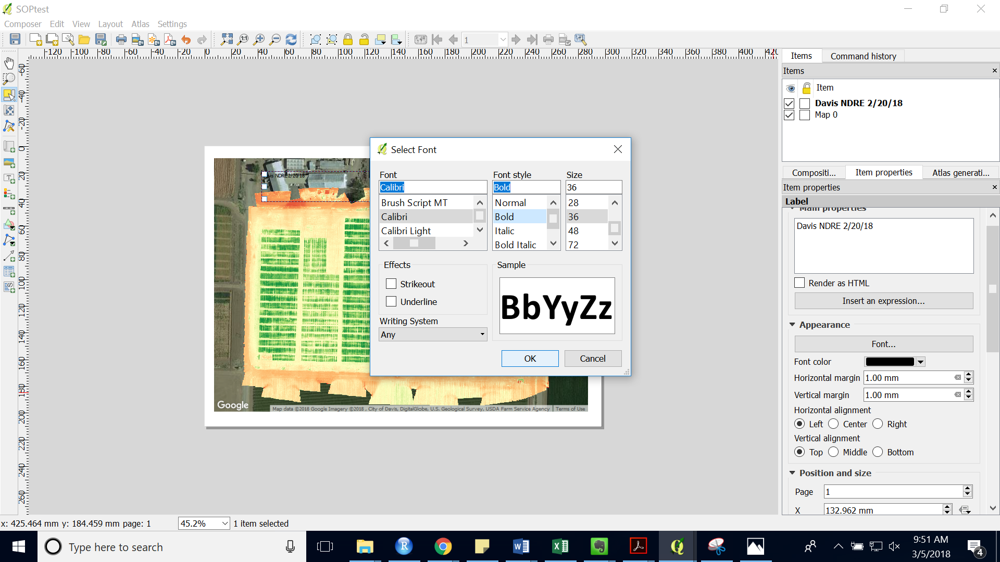 SOPtest
Composer Edit View Layout Atlas Settings
1:1
1
-120 -100 -80 -60 -40 -20 0 20 40 60 80 100 120 140 160 180 200 220 240 260 280 300 320 340 360 380 400 420
-60
-40
-20
0
20
40
60
80
100
120
140
160
180
200
220
240
260
Items Command history
Items
Item
Davis NDRE 2/20/18
Map 0
Compositi... Item properties Atlas generati...
Item properties
Label
Main properties
Davis NDRE 2/20/18
Render as HTML
Insert an expression...
Appearance
Font...
Font color
Horizontal margin 1.00 mm
Vertical margin 1.00 mm
Horizontal alignment
Left Center Right
Vertical alignment
Top Middle Bottom
Position and size
Page 1
X 132.962 mm
Select Font
Font Font style Size
Calibri Bold 36
Brush Script MT Normal 28
Calibri Bold 36
Calibri Light Italic 48
Bold Italic 72
Effects Sample
Strikeout
Underline
BbYyZz
Writing System
Any
OK Cancel
NDRE 2/20/18
Google
Map data ©2018 Google Imagery ©2018 , City of Davis, DigitalGlobe, U.S. Geological Survey, USDA Farm Service Agency Terms of Use
x: 425.464 mm y: 184.459 mm page: 1 45.2% 1 item selected
Type here to search
9:51 AM
3/5/2018
4